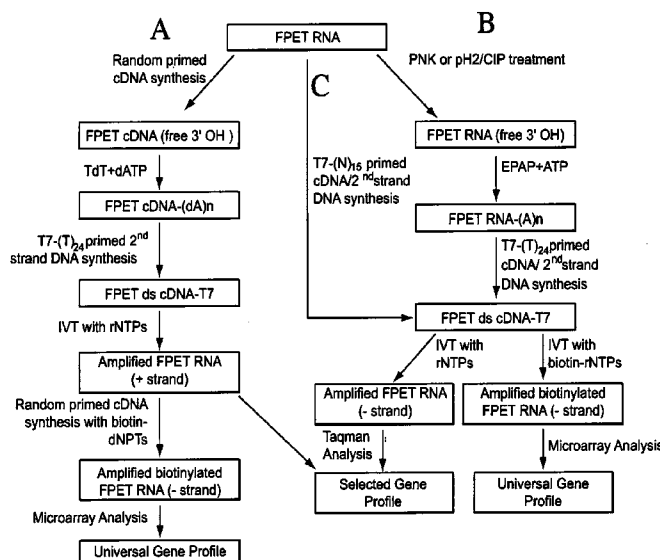 A
FPET RNA
B
Random primed
cDNA synthesis
PNK or pH2/CIP treatment
C
FPET cDNA (free 3' OH )
FPET RNA (free 3' OH)
TdT+dATP
T7-(N)15 primed
cDNA/2 nd strand
DNA synthesis
EPAP+ATP
FPET cDNA-(dA)n
FPET RNA-(A)n
T7-(T)24 primed 2nd
strand DNA synthesis
T7-(T)24 primed
cDNA/ 2nd strand
DNA synthesis
FPET ds cDNA-T7
FPET ds cDNA-T7
IVT with rNTPs
IVT with
rNTPs
IVT with
biotin-rNTPs
Amplified FPET RNA
(+ strand)
Amplified FPET RNA
(- strand)
Amplified biotinylated
FPET RNA (- strand)
Random primed cDNA
synthesis with biotin-
dNPTs
Taqman
Analysis
Microarray Analysis
Amplified biotinylated
FPET RNA (- strand)
Selected Gene
Profile
Universal Gene
Profile
Microarray Analysis
Universal Gene Profile